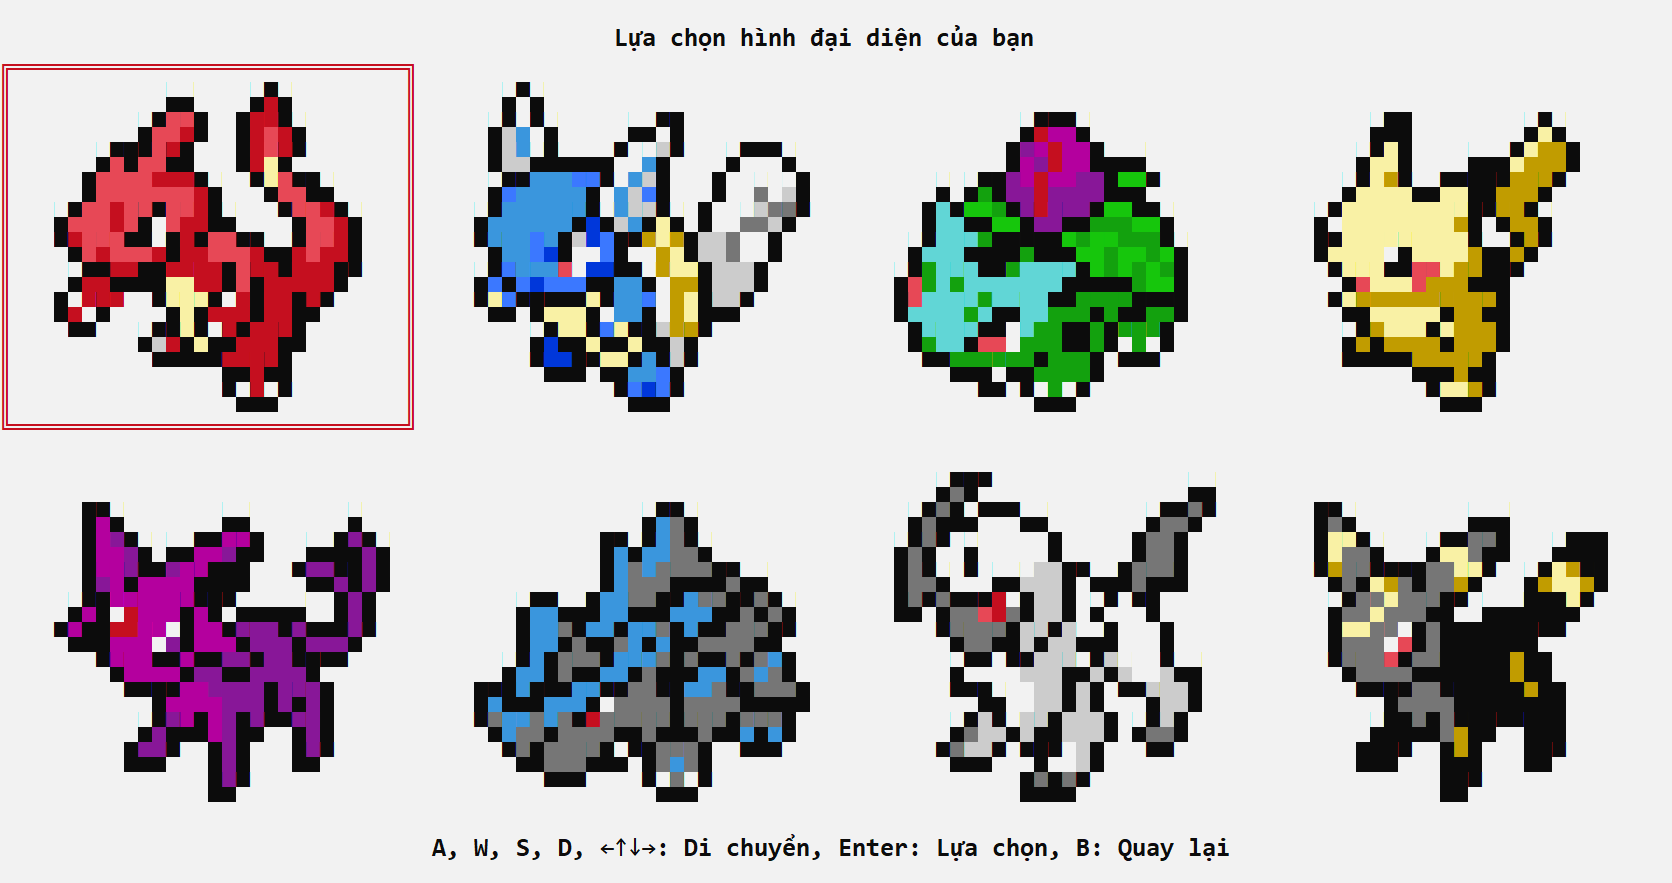 Lựa chọn hình đại diện của bạn
A, W, S, D, ←↑↓→: Di chuyển, Enter: Lựa chọn, B: Quay lại